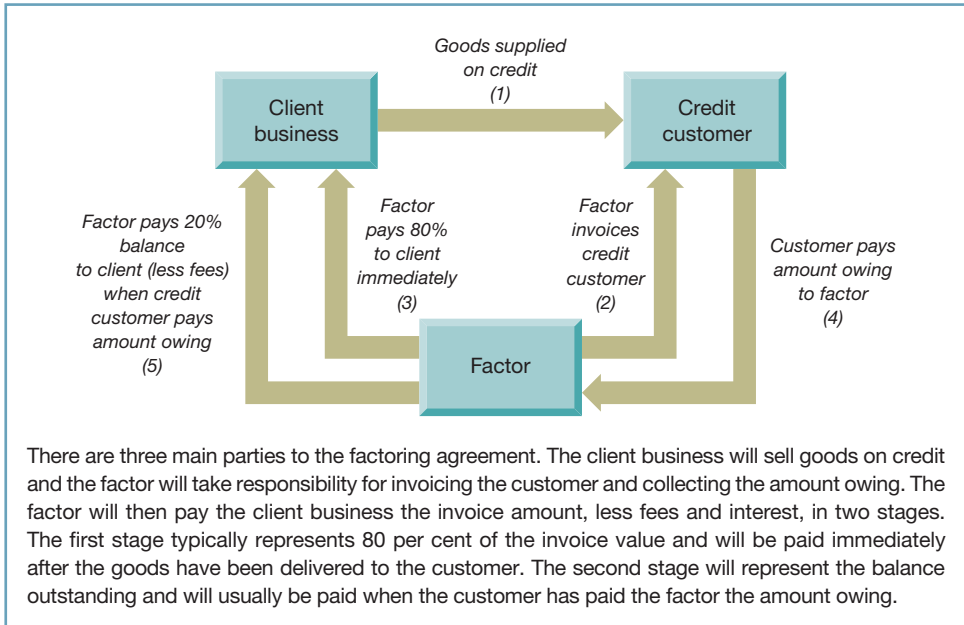 Goods supplied
on credit
(1)
Client
business
Credit
customer
Factor pays 20%
balance
to client (less fees)
when credit
customer pays
amount owing
(5)
Factor
pays 80%
to client
immediately
(3)
Factor
invoices
credit
customer
(2)
Customer pays
amount owing
to factor
(4)
Factor
There are three main parties to the factoring agreement. The client business will sell goods on credit
and the factor will take responsibility for invoicing the customer and collecting the amount owing. The
factor will then pay the client business the invoice amount, less fees and interest, in two stages.
The first stage typically represents 80 per cent of the invoice value and will be paid immediately
after the goods have been delivered to the customer. The second stage will represent the balance
outstanding and will usually be paid when the customer has paid the factor the amount owing.